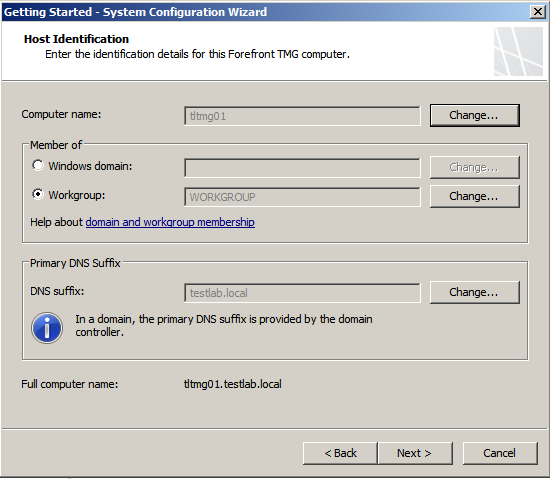 Getting Started - System Configuration Wizard
Host Identification
Enter the identification details for this Forefront TMG computer.
Computer name: tltmg01 Change...
Member of
Windows domain: Change...
Workgroup: WORKGROUP Change...
Help about domain and workgroup membership
Primary DNS Suffix
DNS suffix: testlab.local Change...
In a domain, the primary DNS suffix is provided by the domain
controller.
Full computer name: tltmg01.testlab.local
< Back Next > Cancel